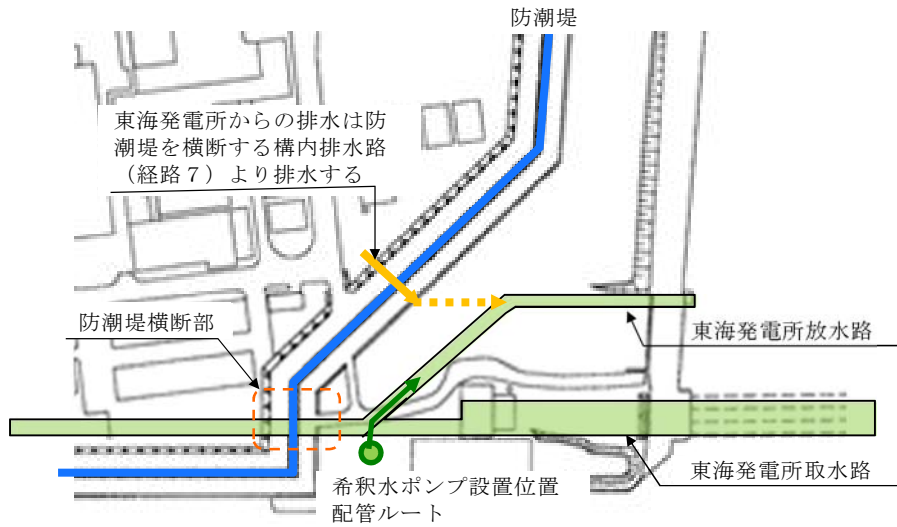 防潮堤
東海発電所からの排水は防
潮堤を横断する構内排水路
(経路７)より排水する
防潮堤横断部
東海発電所放水路
東海発電所取水路
希釈水ポンプ設置位置
配管ルート